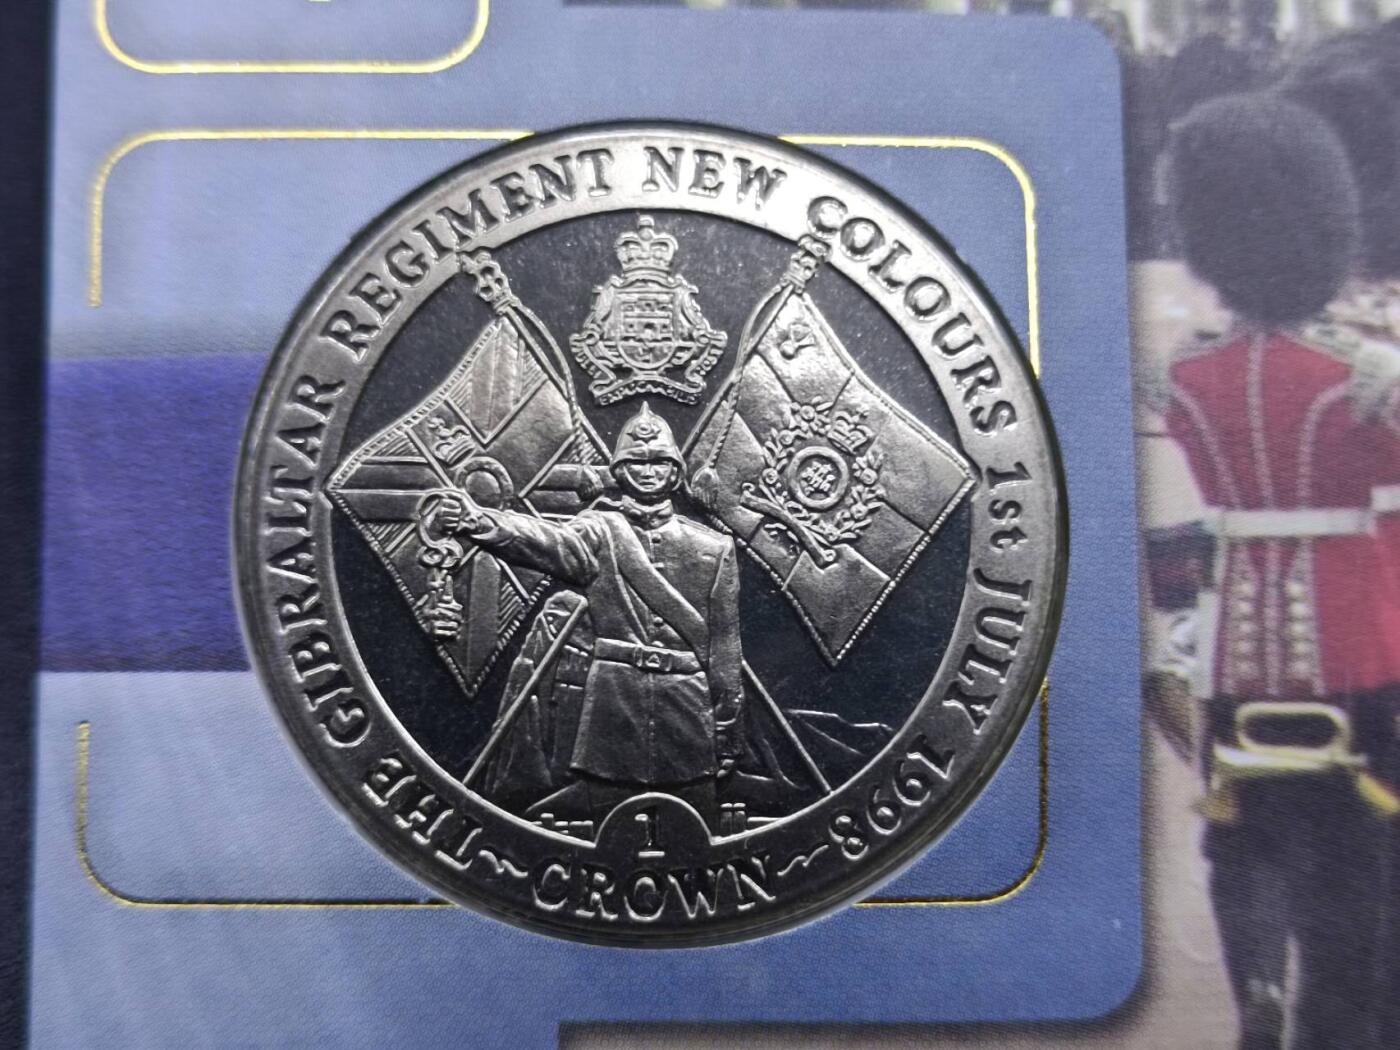 THE GIBRALTAR REGIMENT NEW COLOURS 1st JULY 1998
1
CROWN